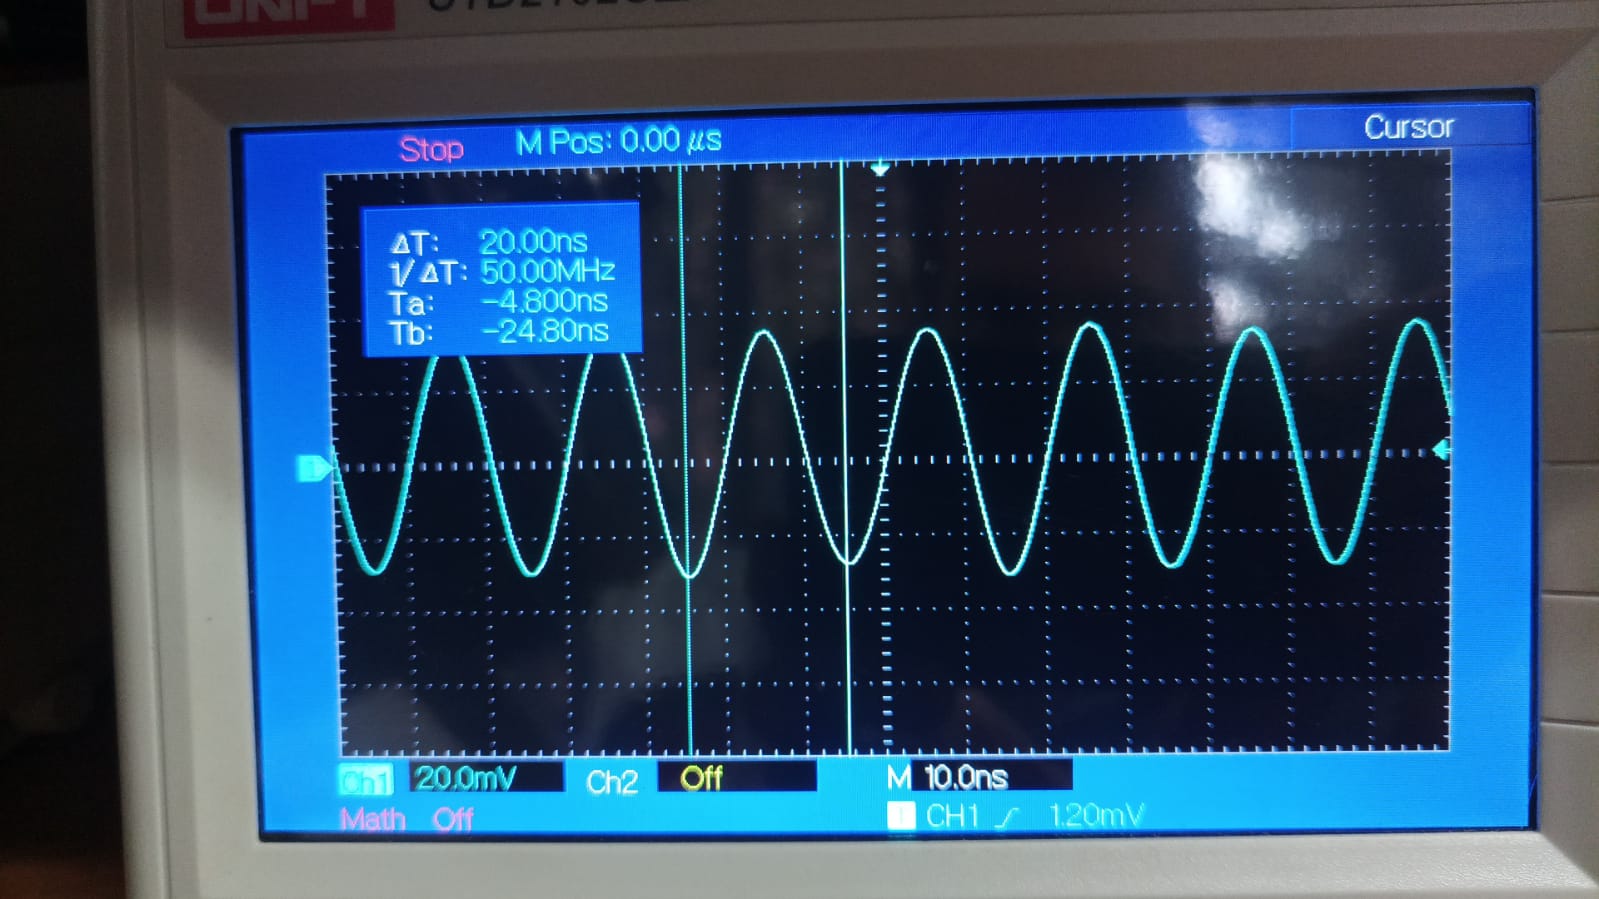 UNI-T
Stop M Pos: 0.00 μs Cursor
ΔT: 20.00ns
1/ΔT: 50.00MHz
Ta: -4.800ns
Tb: -24.80ns
Ch1 20.0mV Ch2 Off M 10.0ns
Math Off CH1 1.20mV